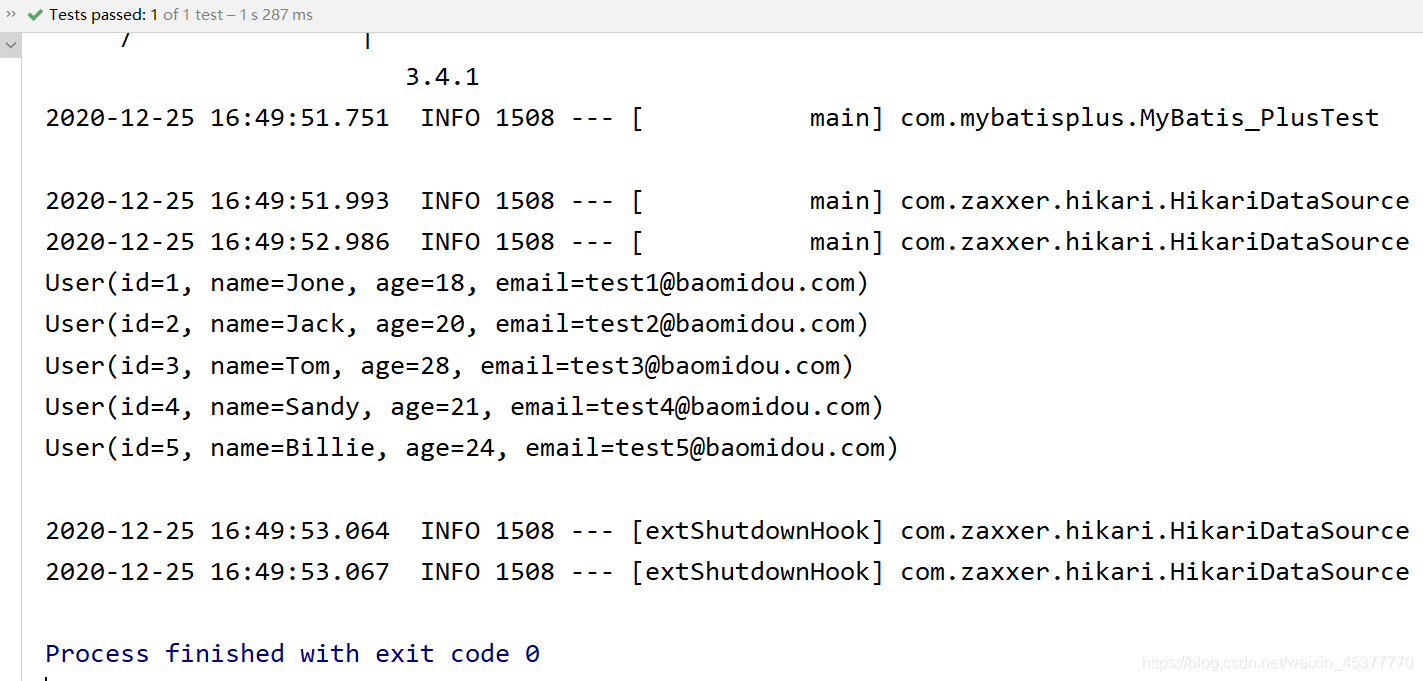 Tests passed: 1 of 1 test – 1 s 287 ms
3.4.1
2020-12-25 16:49:51.751  INFO 1508 --- [           main] com.mybatisplus.MyBatis_PlusTest
2020-12-25 16:49:51.993  INFO 1508 --- [           main] com.zaxxer.hikari.HikariDataSource
2020-12-25 16:49:52.986  INFO 1508 --- [           main] com.zaxxer.hikari.HikariDataSource
User(id=1, name=Jone, age=18, email=test1@baomidou.com)
User(id=2, name=Jack, age=20, email=test2@baomidou.com)
User(id=3, name=Tom, age=28, email=test3@baomidou.com)
User(id=4, name=Sandy, age=21, email=test4@baomidou.com)
User(id=5, name=Billie, age=24, email=test5@baomidou.com)
2020-12-25 16:49:53.064  INFO 1508 --- [extShutdownHook] com.zaxxer.hikari.HikariDataSource
2020-12-25 16:49:53.067  INFO 1508 --- [extShutdownHook] com.zaxxer.hikari.HikariDataSource
Process finished with exit code 0
https://blog.csdn.net/weixin_45377770